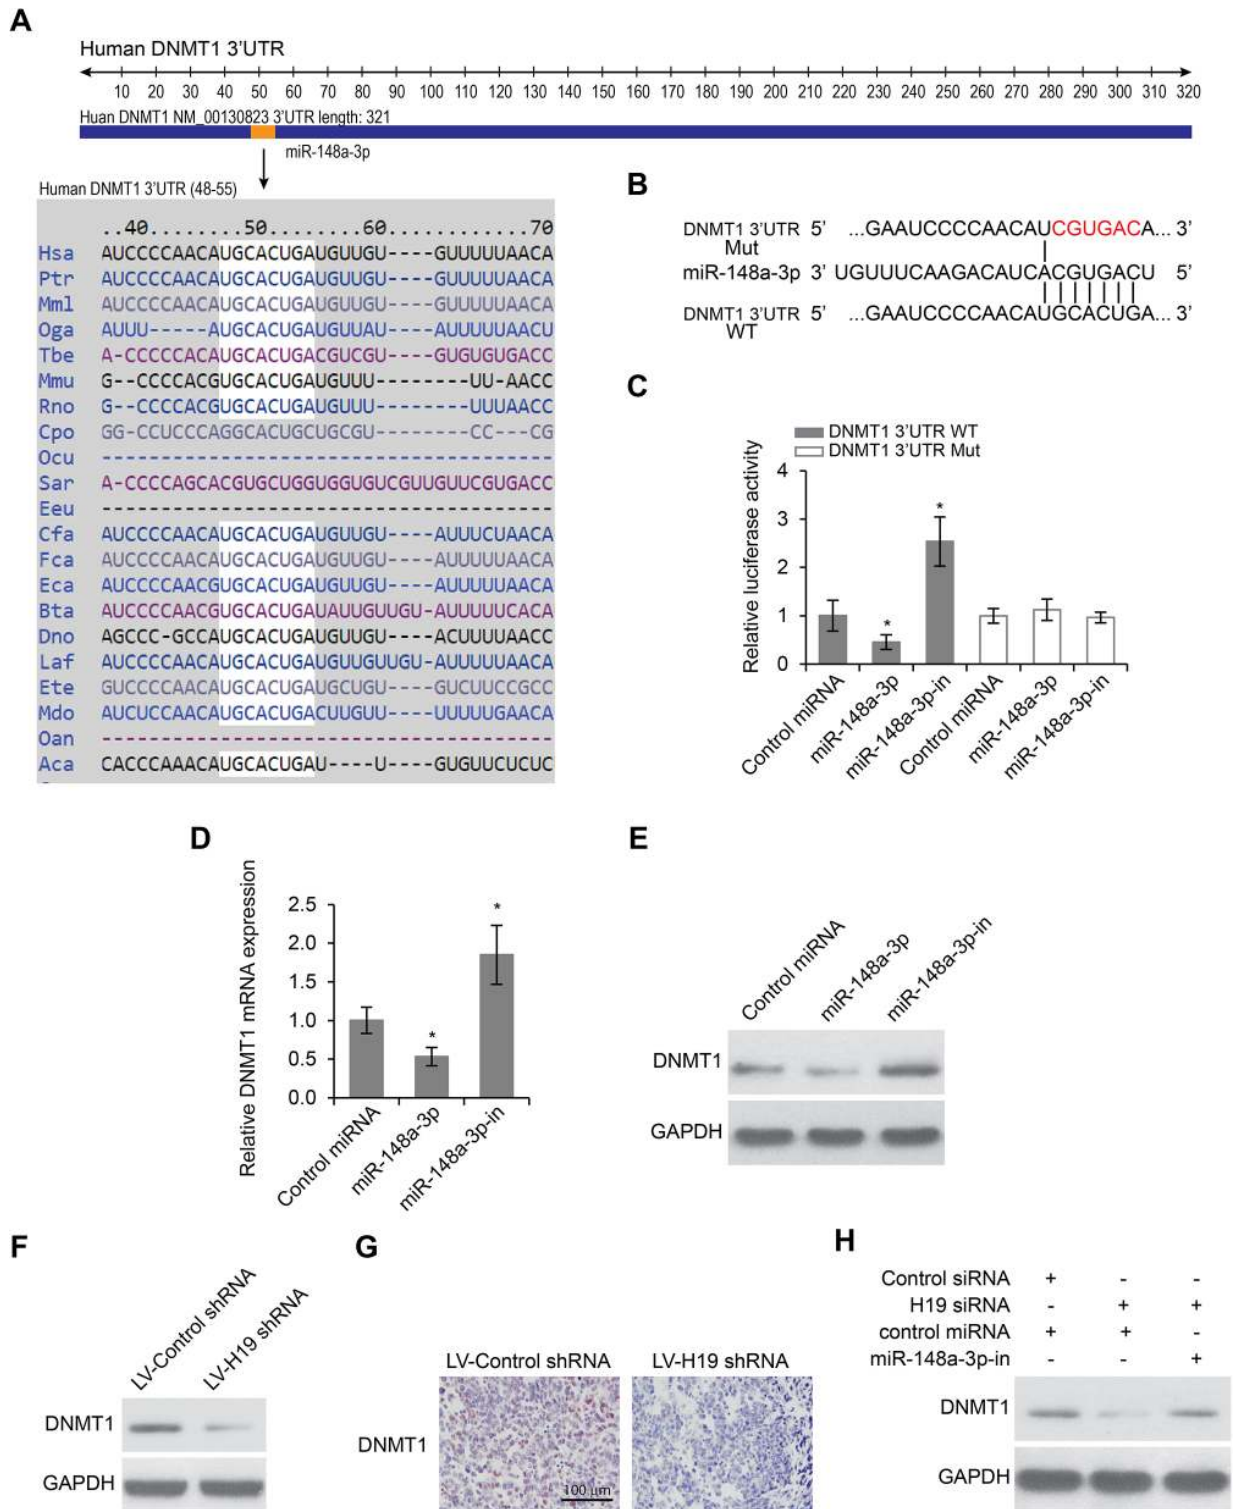 A
Human DNMT1 3'UTR
10 20 30 40 50 60 70 80 90 100 110 120 130 140 150 160 170 180 190 200 210 220 230 240 250 260 270 280 290 300 310 320
Huan DNMT1 NM_00130823 3'UTR length: 321
miR-148a-3p
Human DNMT1 3'UTR (48-55)
..40........50........60............70
Hsa AUCCCCAACAUGCACUGAUGUUGU----GUUUUUAACA
Ptr AUCCCCAACAUGCACUGAUGUUGU----GUUUUUAACA
Mml AUCCCCAACAUGCACUGAUGUUGU----GUUUUUAACA
Oga AUUU-----AUGCACUGAUGUUAU----AUUUUUAACU
Tbe A-CCCCCACAUGCACUGACGUCGU----GUGUGUGACC
Mmu G--CCCCACAUGCACUGAUGUUU--------UU-AACC
Rno G--CCCCACGUGCACUGAUGUUU--------UUUAACC
Cpo GG-CCUCCCAGGCACUGCUGCGU--------CC---CG
Ocu --------------------------------------
Sar A-CCCCAGCACGUGCUGGUGGUGUCGUUGUUCGUGACC
Eeu --------------------------------------
Cfa AUCCCCAACAUGCACUGAUGUUGU----AUUUCUAACA
Fca AUCCCCAACAUGCACUGAUGUUGU----AUUUUUAACA
Eca AUCCCCAACGUGCACUGAUGUUGU----AUUUUUAACA
Bta AUCCCCAACGUGCACUGAUAUUGUUGU-AUUUUUCACA
Dno AGCCC-GCCAUGCACUGAUGUUGU----ACUUUUAACC
Laf AUCCCCAACAUGCACUGAUGUUGUUGU-AUUUUUAACA
Ete GUCCCCAACAUGCACUGAUGCUGU----GUCUUCCGCC
Mdo AUCUCCAACAUGCACUGACUUGUU----UUUUUGAACA
Oan --------------------------------------
Aca CACCCAAACAUGCACUGAU----U----GUGUUCUCUC
B
DNMT1 3'UTR 5' ...GAAUCCCCAACAUCGUGACA... 3'
Mut
miR-148a-3p 3' UGUUUCAAGACAUCACGUGACU 5'
DNMT1 3'UTR 5' ...GAAUCCCCAACAUGCACUGA... 3'
WT
C
DNMT1 3'UTR WT
DNMT1 3'UTR Mut
Relative luciferase activity
4
3
2
1
0
*
*
Control miRNA
miR-148a-3p
miR-148a-3p-in
Control miRNA
miR-148a-3p
miR-148a-3p-in
D
Relative DNMT1 mRNA expression
2.5
2.0
1.5
1.0
0.5
0.0
*
*
Control miRNA
miR-148a-3p
miR-148a-3p-in
E
Control miRNA
miR-148a-3p
miR-148a-3p-in
DNMT1
GAPDH
F
LV-Control shRNA
LV-H19 shRNA
DNMT1
GAPDH
G
LV-Control shRNA LV-H19 shRNA
DNMT1
100 µm
H
Control siRNA + - -
H19 siRNA - + +
control miRNA + + -
miR-148a-3p-in - - +
DNMT1
GAPDH